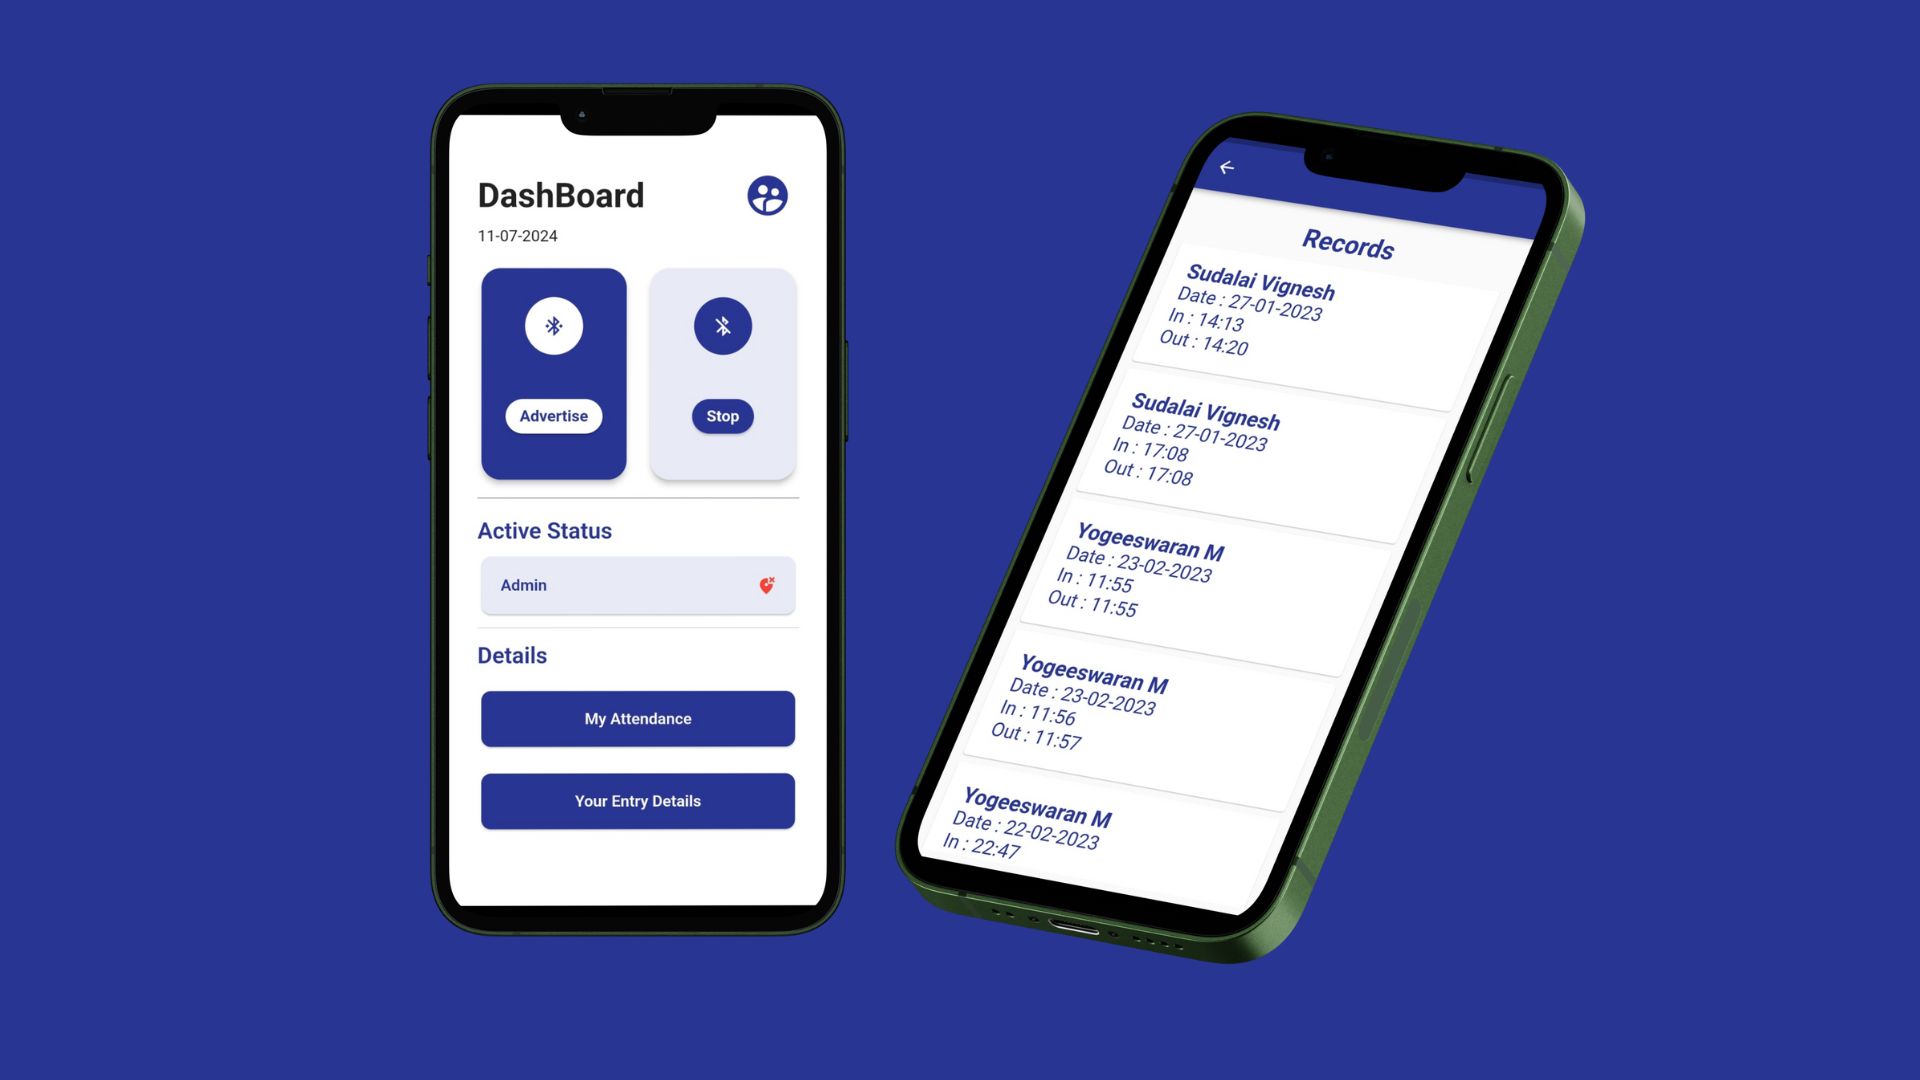 DashBoard
11-07-2024
Advertise
Stop
Active Status
Admin
Details
My Attendance
Your Entry Details
Records
Sudalai Vignesh
Date : 27-01-2023
In : 14:13
Out : 14:20
Sudalai Vignesh
Date : 27-01-2023
In : 17:08
Out : 17:08
Yogeeswaran M
Date : 23-02-2023
In : 11:55
Out : 11:55
Yogeeswaran M
Date : 23-02-2023
In : 11:56
Out : 11:57
Yogeeswaran M
Date : 22-02-2023
In : 22:47